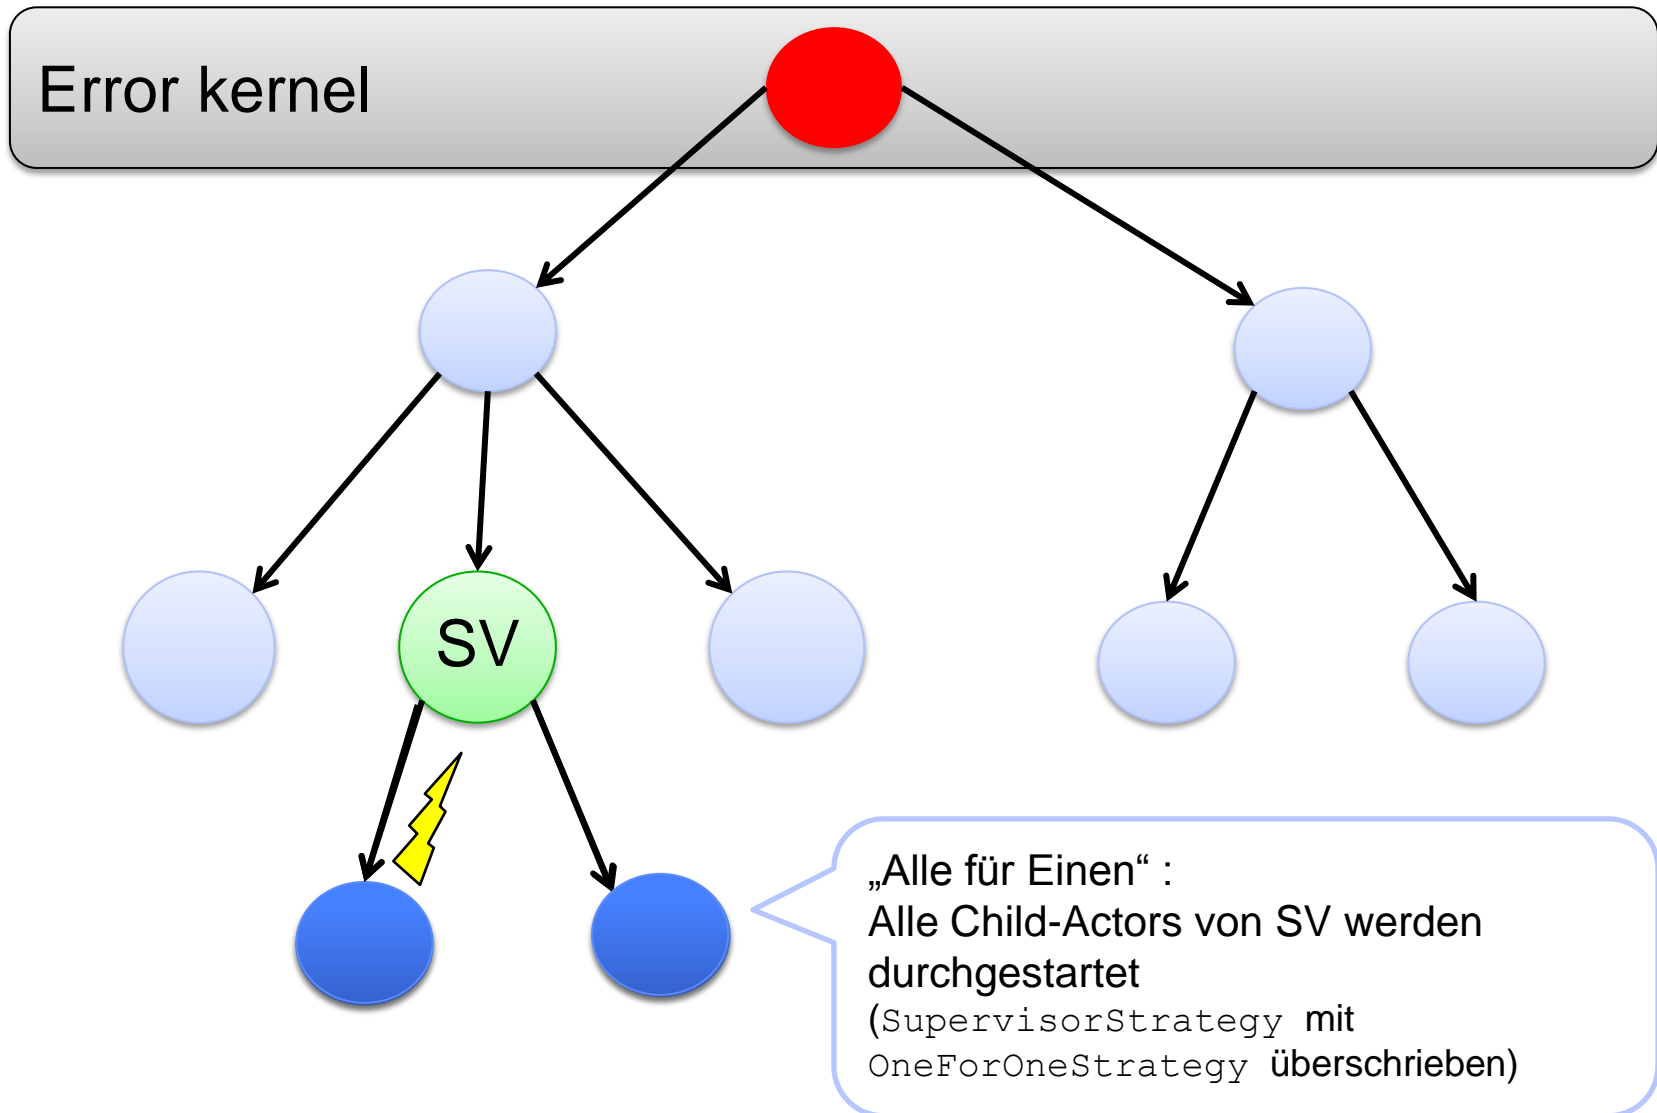 Error kernel
SV
„Alle für Einen“ :
Alle Child-Actors von SV werden
durchgestartet
(SupervisorStrategy mit
OneForOneStrategy überschrieben)